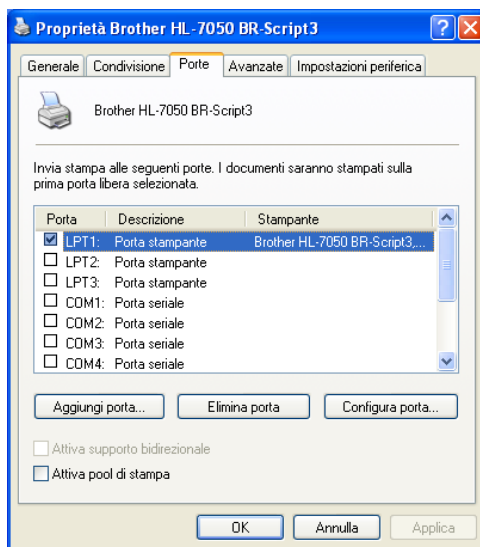 Proprietà Brother HL-7050 BR-Script3
Generale Condivisione Porte Avanzate Impostazioni periferica
Brother HL-7050 BR-Script3
Invia stampa alle seguenti porte. I documenti saranno stampati sulla
prima porta libera selezionata.
Porta Descrizione Stampante
LPT1: Porta stampante Brother HL-7050 BR-Script3,...
LPT2: Porta stampante
LPT3: Porta stampante
COM1: Porta seriale
COM2: Porta seriale
COM3: Porta seriale
COM4: Porta seriale
Aggiungi porta... Elimina porta Configura porta...
Attiva supporto bidirezionale
Attiva pool di stampa
OK Annulla Applica